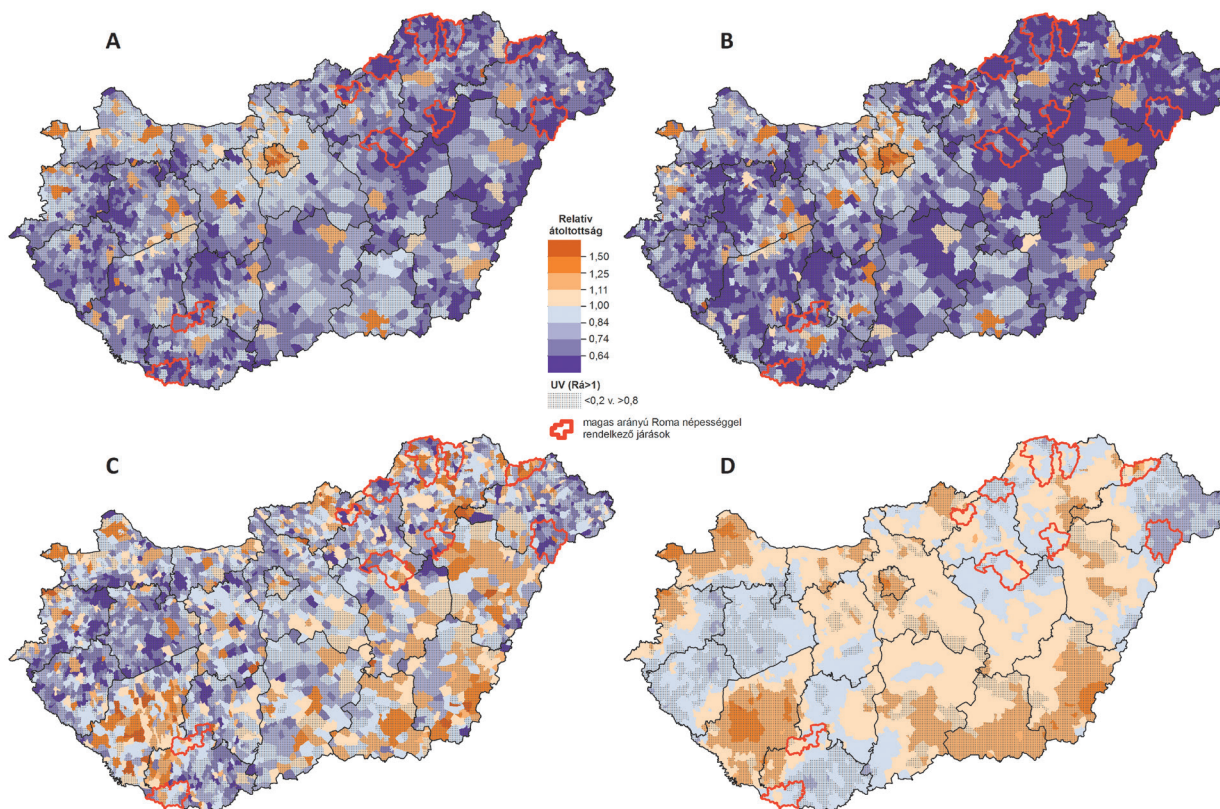 A
B
Relatív
átoltottság
1,50
1,25
1,11
1,00
0,84
0,74
0,64
UV (Rá>1)
<0,2 v. >0,8
magas arányú Roma népességgel
rendelkező járások
C
D